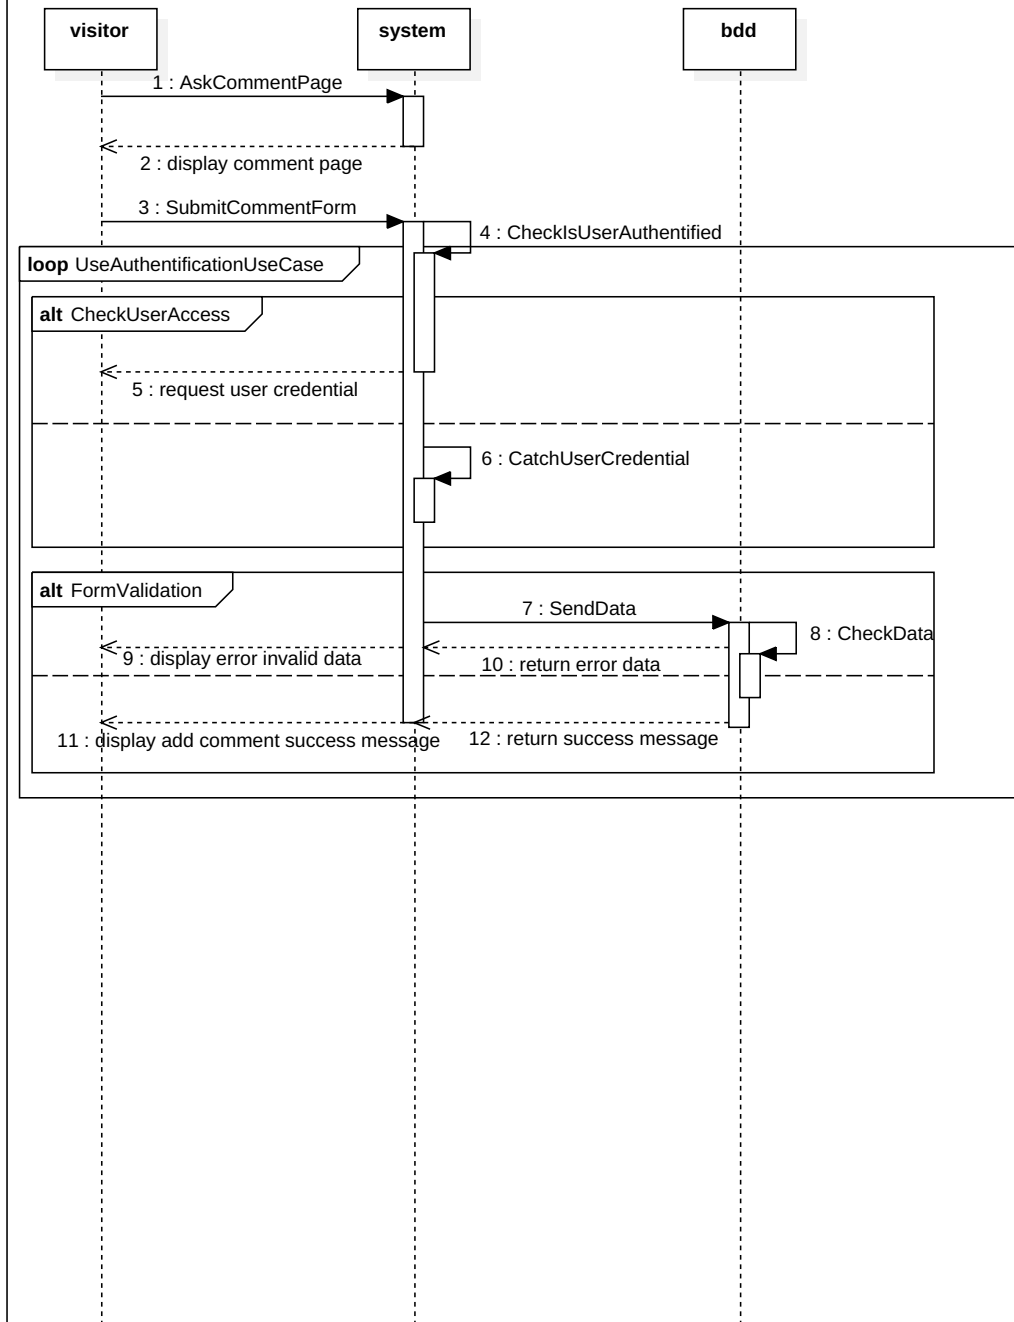 visitor
system
bdd
1 : AskCommentPage
2 : display comment page
3 : SubmitCommentForm
4 : CheckIsUserAuthentified
loop UseAuthentificationUseCase
alt CheckUserAccess
5 : request user credential
6 : CatchUserCredential
alt FormValidation
7 : SendData
8 : CheckData
9 : display error invalid data
10 : return error data
11 : display add comment success message
12 : return success message